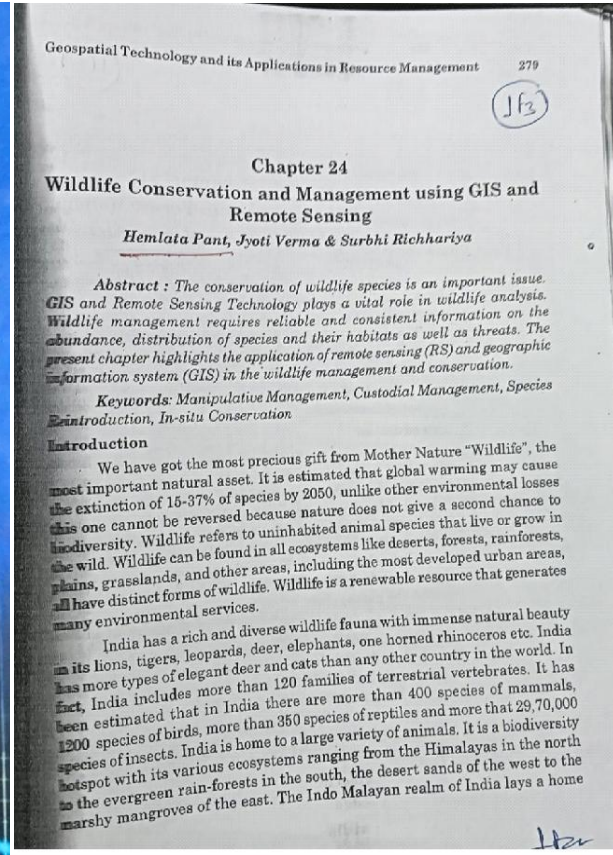 Geospatial Technology and its Applications in Resource Management 279
Chapter 24
Wildlife Conservation and Management using GIS and
Remote Sensing
Hemlata Pant, Jyoti Verma & Surbhi Richhariya
Abstract : The conservation of wildlife species is an important issue.
GIS and Remote Sensing Technology plays a vital role in wildlife analysis.
Wildlife management requires reliable and consistent information on the
abundance, distribution of species and their habitats as well as threats. The
present chapter highlights the application of remote sensing (RS) and geographic
information system (GIS) in the wildlife management and conservation.
Keywords: Manipulative Management, Custodial Management, Species
Reintroduction, In-situ Conservation
Introduction
We have got the most precious gift from Mother Nature “Wildlife”, the
most important natural asset. It is estimated that global warming may cause
the extinction of 15-37% of species by 2050, unlike other environmental losses
this one cannot be reversed because nature does not give a second chance to
biodiversity. Wildlife refers to uninhabited animal species that live or grow in
the wild. Wildlife can be found in all ecosystems like deserts, forests, rainforests,
plains, grasslands, and other areas, including the most developed urban areas,
all have distinct forms of wildlife. Wildlife is a renewable resource that generates
many environmental services.
India has a rich and diverse wildlife fauna with immense natural beauty
in its lions, tigers, leopards, deer, elephants, one horned rhinoceros etc. India
has more types of elegant deer and cats than any other country in the world. In
fact, India includes more than 120 families of terrestrial vertebrates. It has
been estimated that in India there are more than 400 species of mammals,
1200 species of birds, more than 350 species of reptiles and more that 29,70,000
species of insects. India is home to a large variety of animals. It is a biodiversity
hotspot with its various ecosystems ranging from the Himalayas in the north
to the evergreen rain-forests in the south, the desert sands of the west to the
marshy mangroves of the east. The Indo Malayan realm of India lays a home